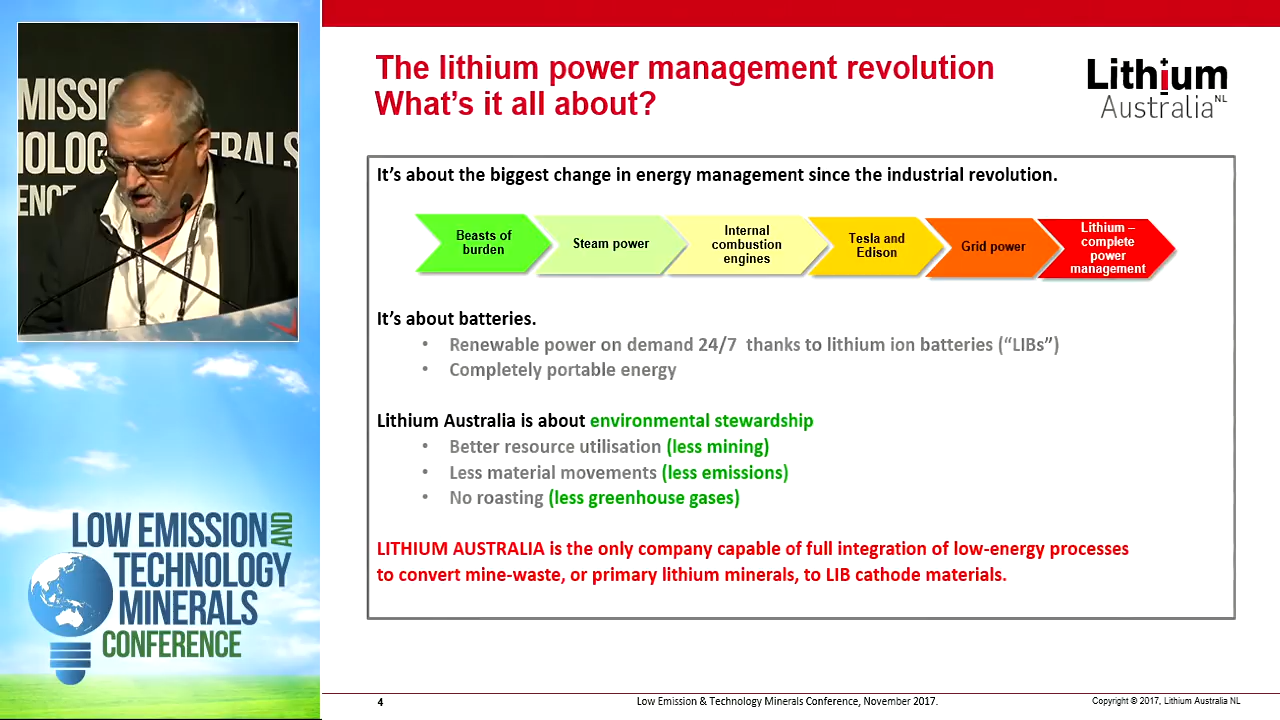 MISSIO
NOLOG ERALS
ENCE
The lithium power management revolution
What's it all about?
Lithium
Australia NL
It's about the biggest change in energy management since the industrial revolution.
Beasts of
burden
Steam power
Internal
combustion
engines
Tesla and
Edison
Grid power
Lithium –
complete
power
management
It's about batteries.
• Renewable power on demand 24/7 thanks to lithium ion batteries ("LIBs")
• Completely portable energy
Lithium Australia is about environmental stewardship
• Better resource utilisation (less mining)
• Less material movements (less emissions)
• No roasting (less greenhouse gases)
LITHIUM AUSTRALIA is the only company capable of full integration of low-energy processes
to convert mine-waste, or primary lithium minerals, to LIB cathode materials.
LOW EMISSION AND
TECHNOLOGY
MINERALS
CONFERENCE
4
Low Emission & Technology Minerals Conference, November 2017.
Copyright © 2017, Lithium Australia NL